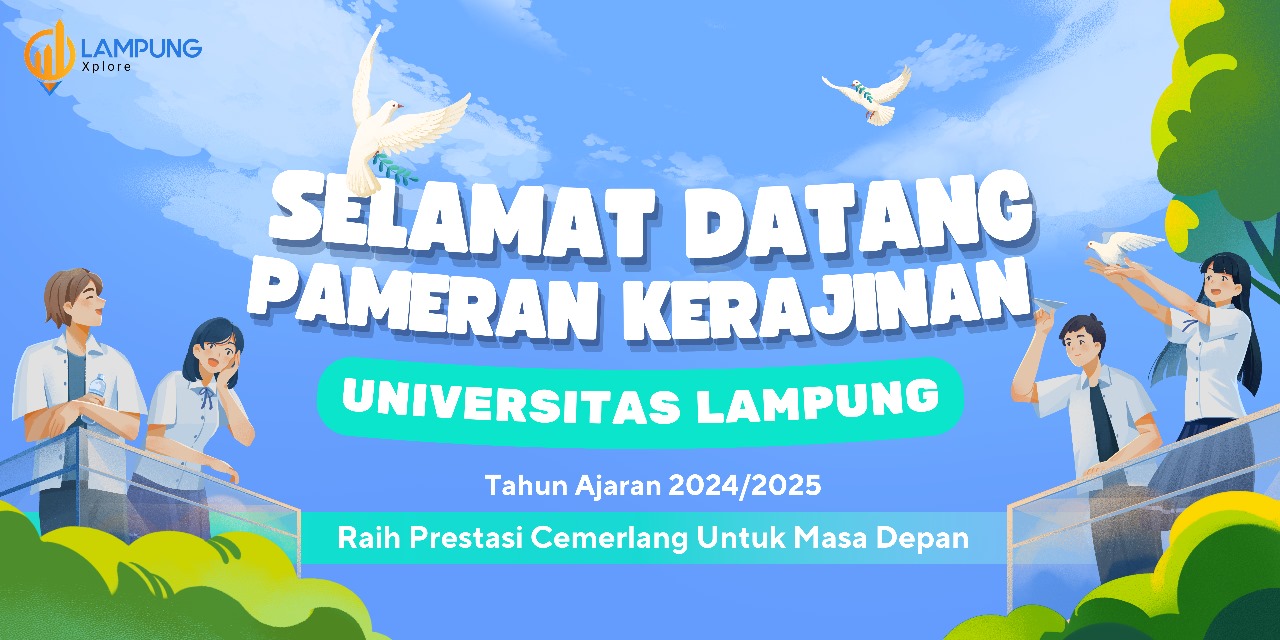 LAMPUNG
Xplore
SELAMAT DATANG
PAMERAN KERAJINAN
UNIVERSITAS LAMPUNG
Tahun Ajaran 2024/2025
Raih Prestasi Cemerlang Untuk Masa Depan